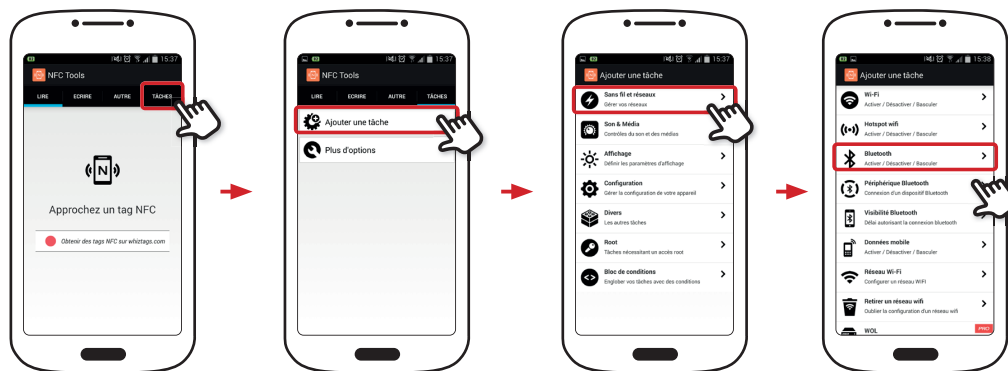 15:37
NFC Tools
LIRE
ECRIRE
AUTRE
TÂCHES
N
Approchez un tag NFC
Obtenir des tags NFC sur whiztags.com
15:37
NFC Tools
LIRE
ECRIRE
AUTRE
TÂCHES
Ajouter une tâche
Plus d'options
15:37
Ajouter une tâche
Sans fil et réseaux
Gérer vos réseaux
Son & Média
Contrôles du son et des médias
Affichage
Définir les paramètres d'affichage
Configuration
Gérer la configuration de votre appareil
Divers
Les autres tâches
Root
Tâches nécessitant un accès root
Bloc de conditions
Englober vos tâches avec des conditions
15:38
Ajouter une tâche
Wi-Fi
Activer / Désactiver / Basculer
Hotspot wifi
Activer / Désactiver / Basculer
Bluetooth
Activer / Désactiver / Basculer
Périphérique Bluetooth
Connexion d'un dispositif Bluetooth
Visibilité Bluetooth
Délai autorisant la connexion bluetooth
Données mobile
Activer / Désactiver / Basculer
Réseau Wi-Fi
Configurer un réseau WIFI
Retirer un réseau wifi
Oublier la configuration d'un réseau wifi
WOL
PRO